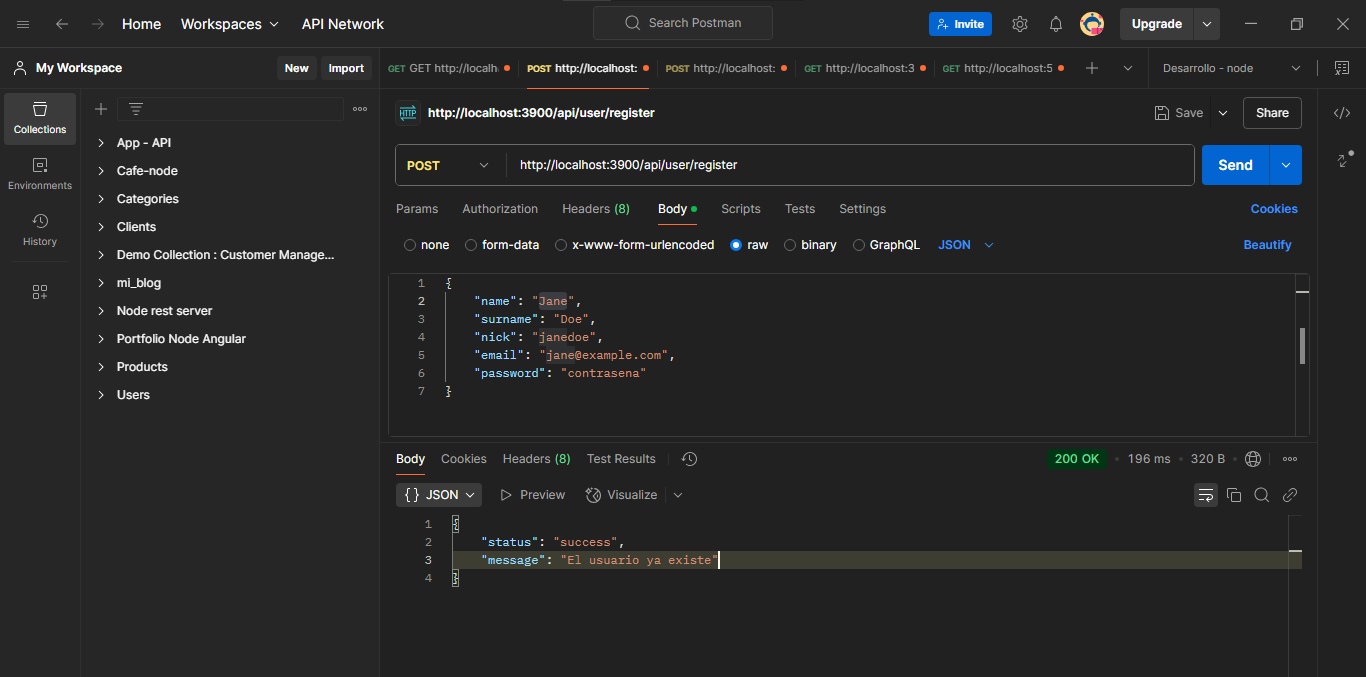 Home Workspaces API Network Search Postman Invite Upgrade
My Workspace New Import GET GET http://localh POST http://localhost: POST http://localhost: GET http://localhost:3 GET http://localhost:5 Desarrollo - node
Collections
Environments
History
App - API
Cafe-node
Categories
Clients
Demo Collection : Customer Manage...
mi_blog
Node rest server
Portfolio Node Angular
Products
Users
HTTP http://localhost:3900/api/user/register Save Share
POST http://localhost:3900/api/user/register Send
Params Authorization Headers (8) Body Scripts Tests Settings Cookies
none form-data x-www-form-urlencoded raw binary GraphQL JSON Beautify
1 {
2 "name": "Jane",
3 "surname": "Doe",
4 "nick": "janedoe",
5 "email": "jane@example.com",
6 "password": "contrasena"
7 }
Body Cookies Headers (8) Test Results 200 OK 196 ms 320 B
{} JSON Preview Visualize
1 {
2 "status": "success",
3 "message": "El usuario ya existe"
4 }